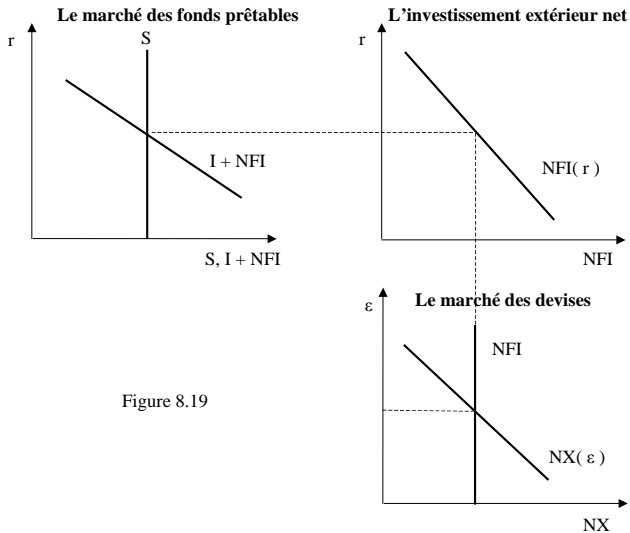 Le marché des fonds prêtables
r
S
I + NFI
S, I + NFI
L'investissement extérieur net
r
NFI( r )
NFI
Le marché des devises
ε
NFI
NX( ε )
NX
Figure 8.19